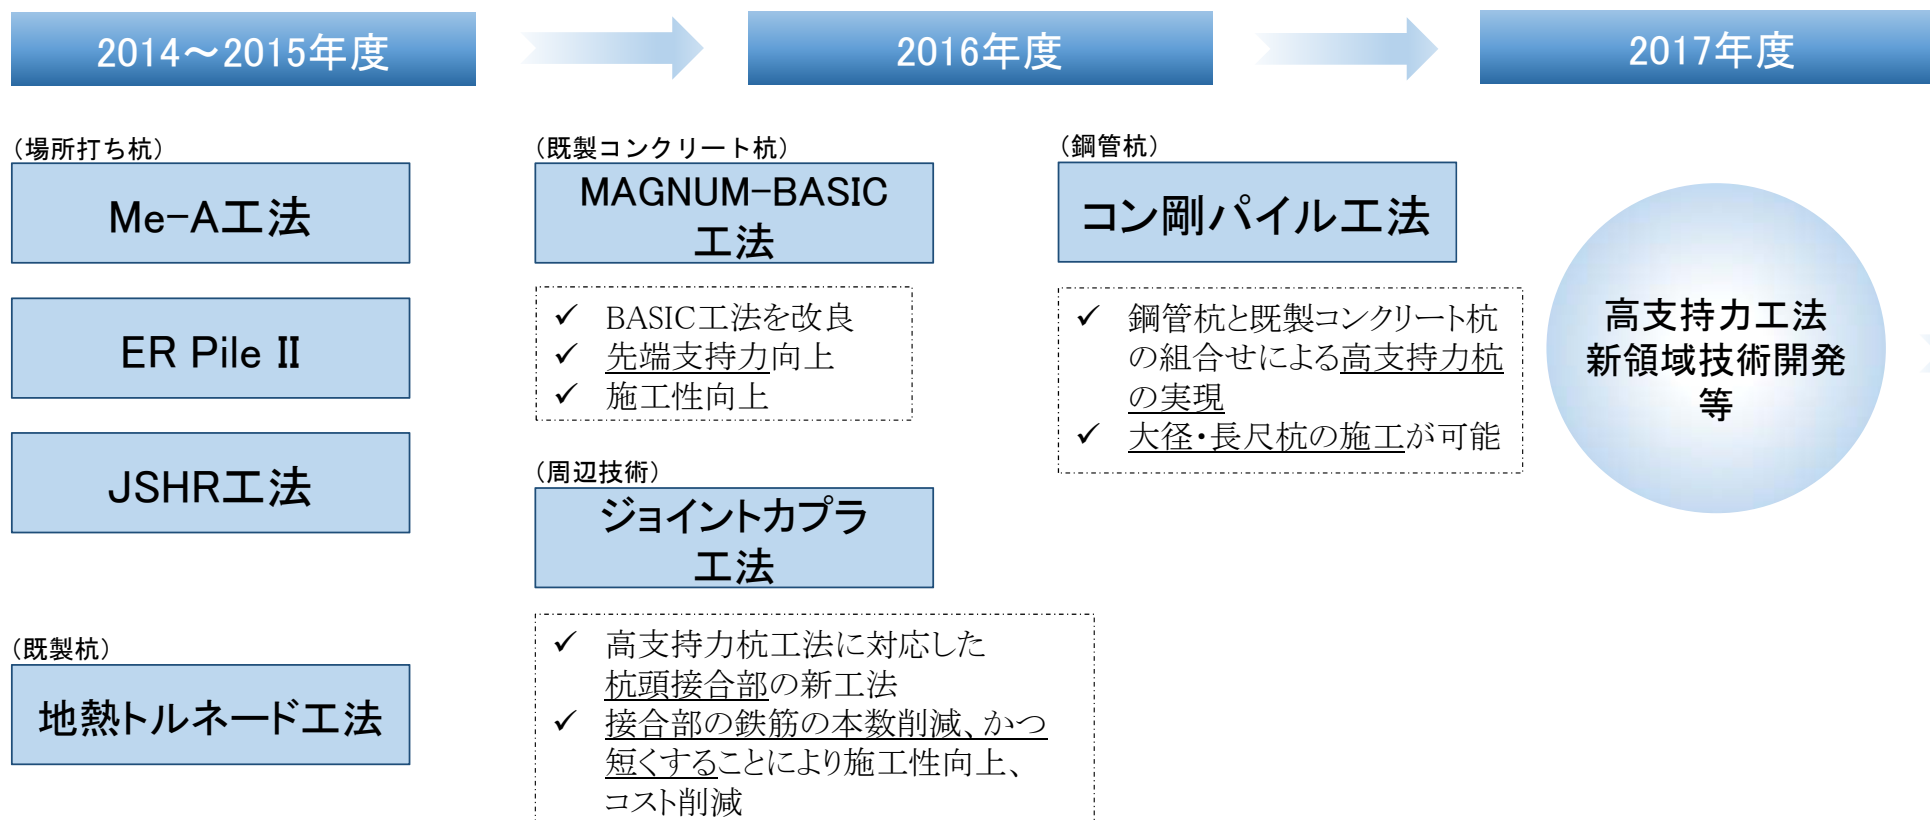 2014～2015年度
2016年度
2017年度
(場所打ち杭)
Me-A工法
ER Pile Ⅱ
JSHR工法
(既製杭)
地熱トルネード工法
(既製コンクリート杭)
MAGNUM-BASIC
工法
✓ BASIC工法を改良
✓ 先端支持力向上
✓ 施工性向上
(周辺技術)
ジョイントカプラ
工法
✓ 高支持力杭工法に対応した
杭頭接合部の新工法
✓ 接合部の鉄筋の本数削減、かつ
短くすることにより施工性向上、
コスト削減
(鋼管杭)
コン剛パイル工法
✓ 鋼管杭と既製コンクリート杭
の組合せによる高支持力杭
の実現
✓ 大径・長尺杭の施工が可能
高支持力工法
新領域技術開発
等